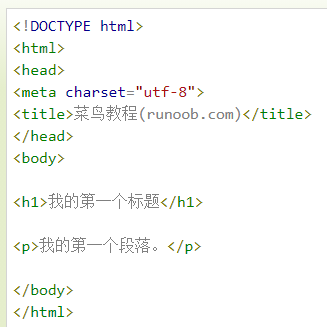 <!DOCTYPE html>
<html>
<head>
<meta charset="utf-8">
<title>菜鸟教程(runoob.com)</title>
</head>
<body>
<h1>我的第一个标题</h1>
<p>我的第一个段落。</p>
</body>
</html>